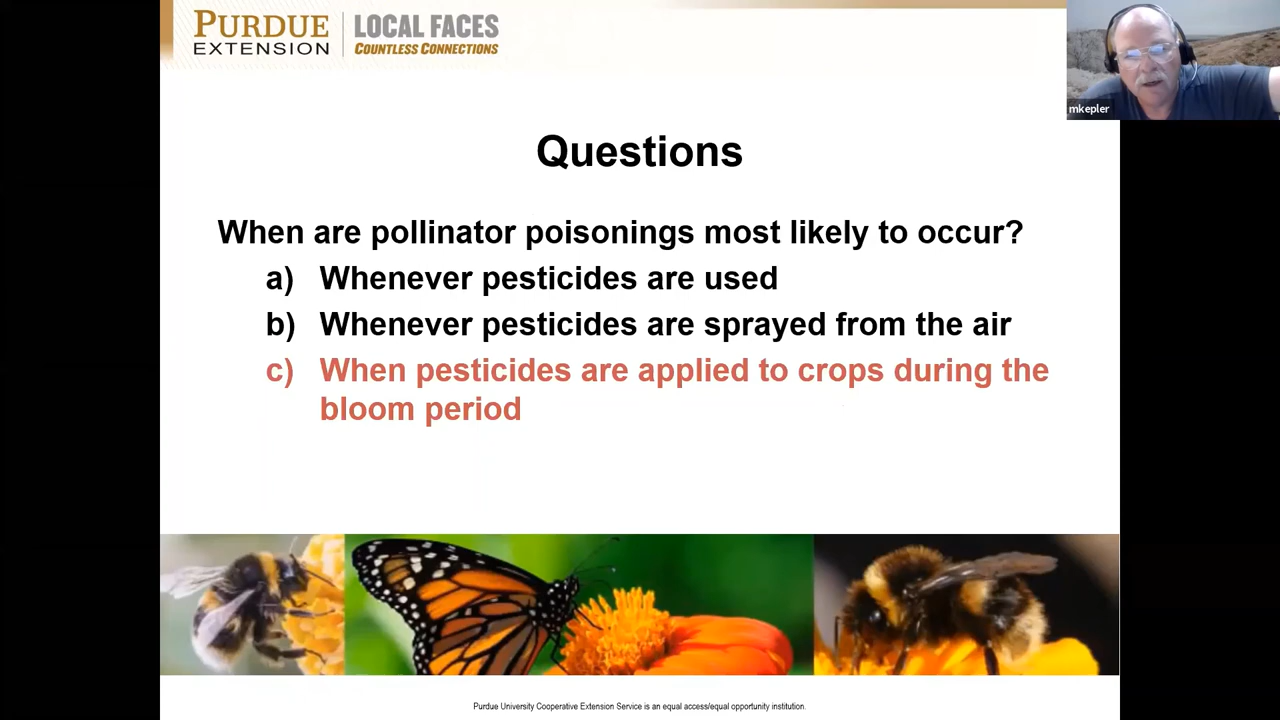 PURDUE
EXTENSION
LOCAL FACES
COUNTLESS CONNECTIONS
mkepler
Questions
When are pollinator poisonings most likely to occur?
a) Whenever pesticides are used
b) Whenever pesticides are sprayed from the air
c) When pesticides are applied to crops during the
bloom period
Purdue University Cooperative Extension Service is an equal access/equal opportunity institution.